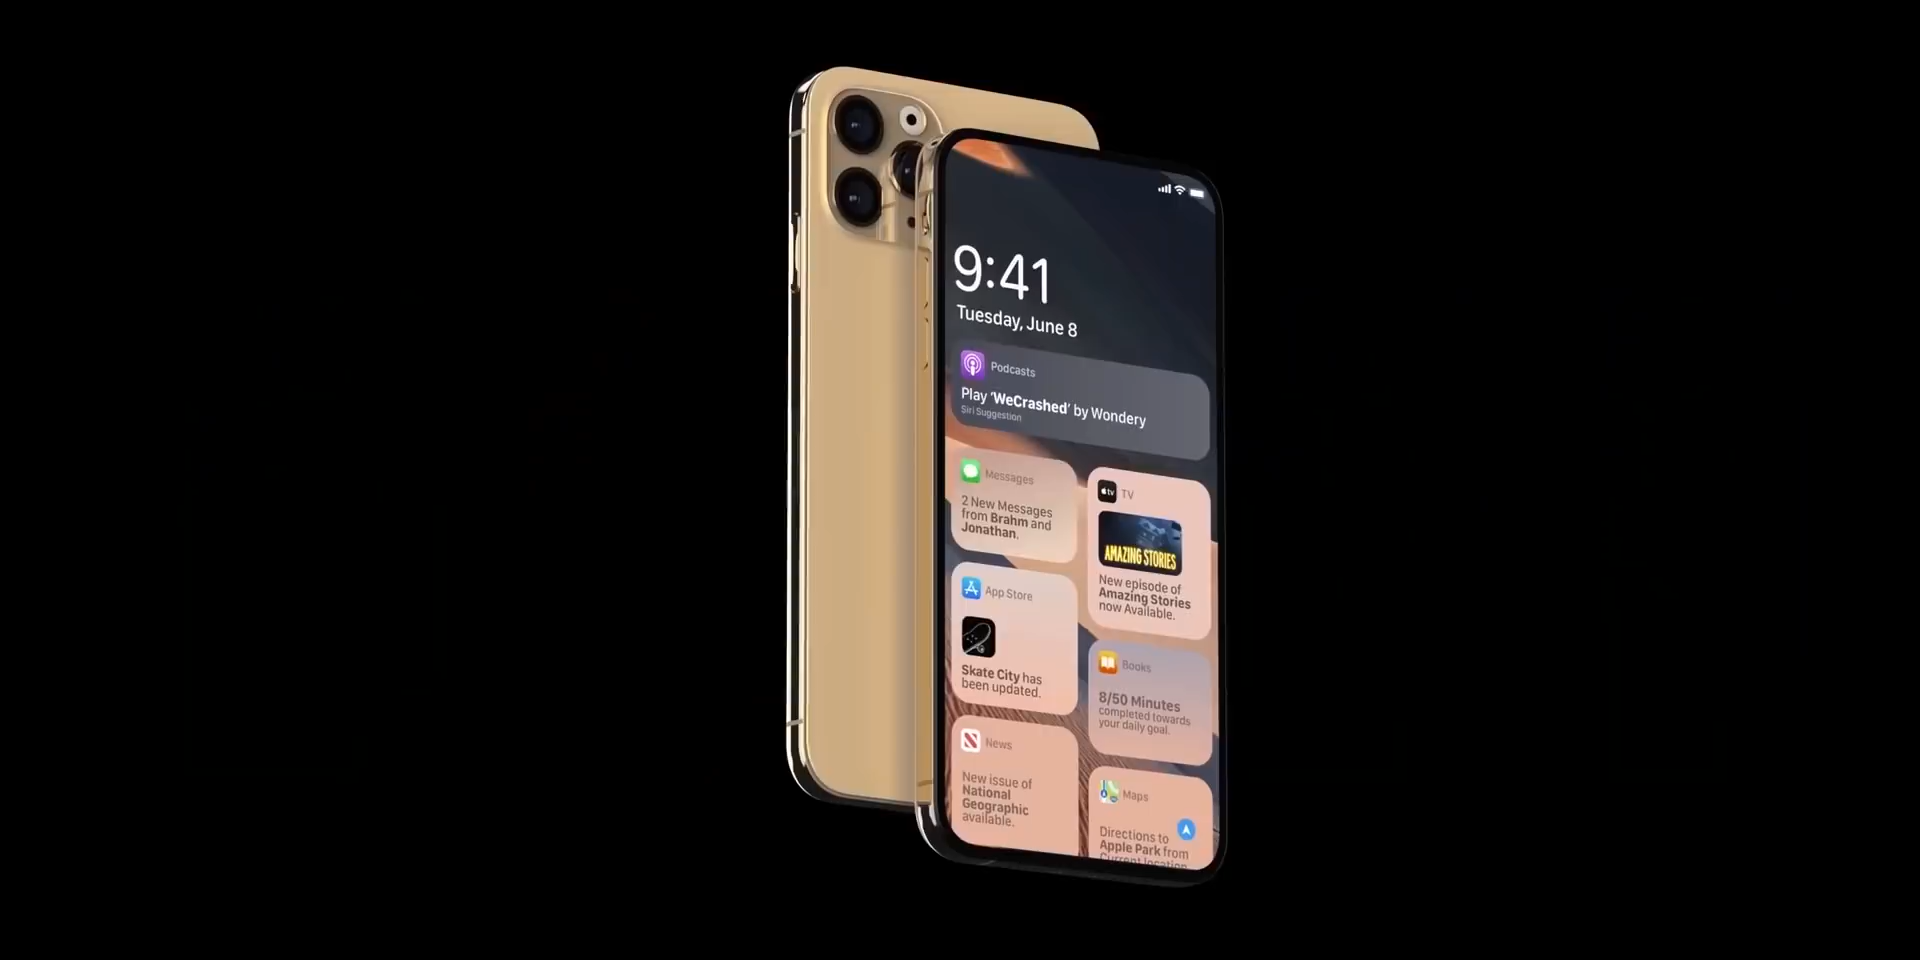 9:41
Tuesday, June 8
Podcasts
Play ‘WeCrashed’ by Wondery
Siri Suggestion
Messages
2 New Messages
from Brahm and
Jonathan.
tv TV
AMAZING STORIES
New episode of
Amazing Stories
now Available.
App Store
Skate City has
been updated.
Books
8/50 Minutes
completed towards
your daily goal.
News
New issue of
National
Geographic
available.
Maps
Directions to
Apple Park from
Current location